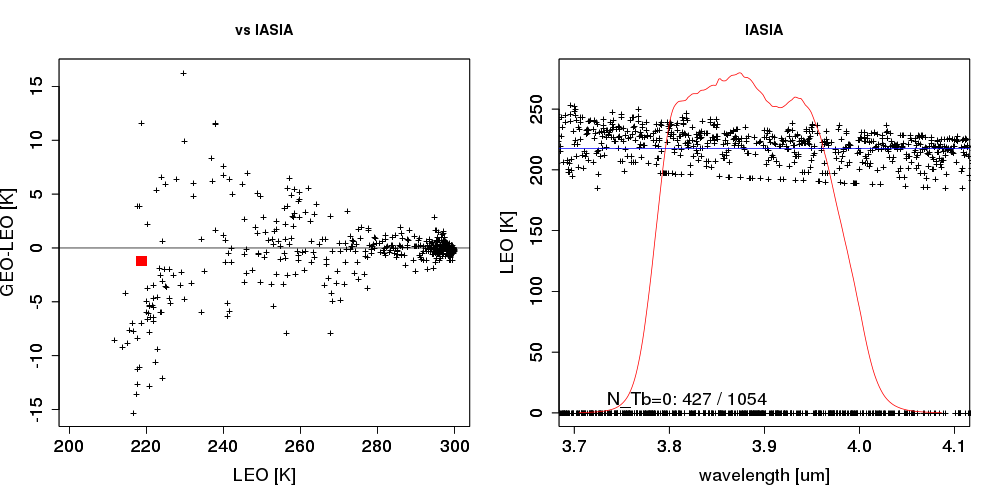 vs IASIA
GEO-LEO [K]
15
10
5
0
-5
-10
-15
200 220 240 260 280 300
LEO [K]
IASIA
LEO [K]
250
200
150
100
50
0
N_Tb=0: 427 / 1054
3.7 3.8 3.9 4.0 4.1
wavelength [um]